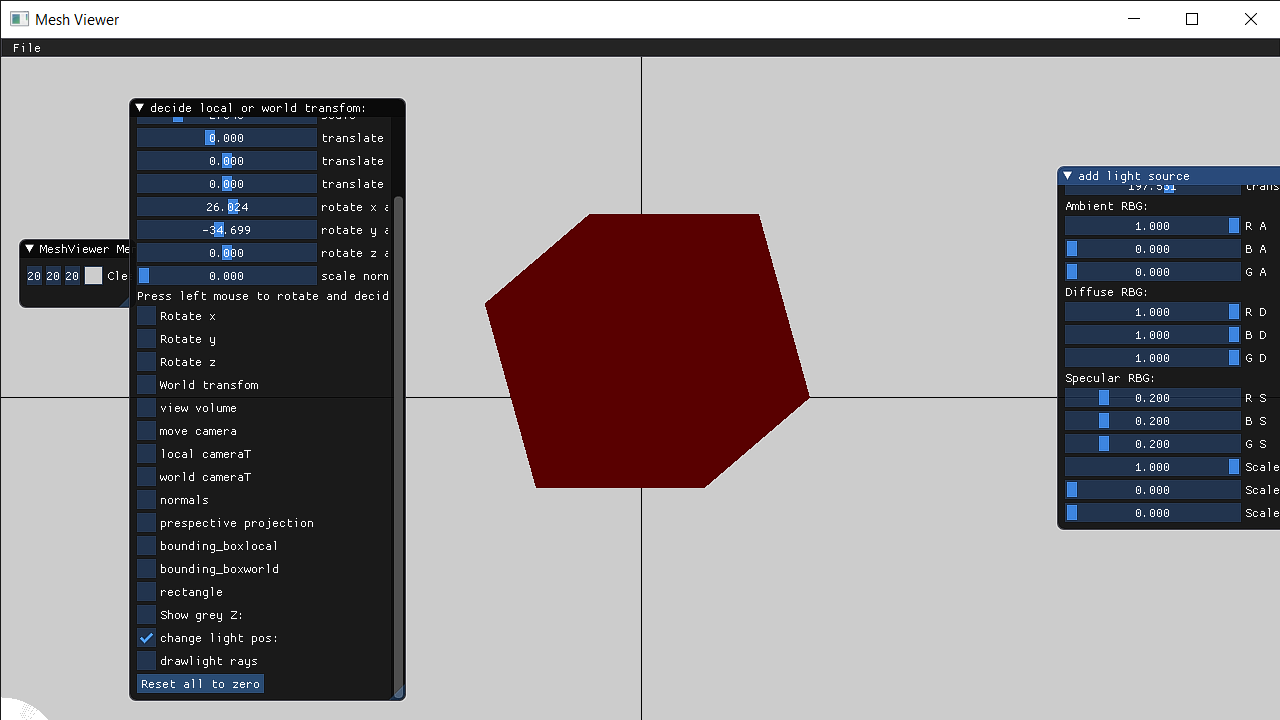 Mesh Viewer
File
decide local or world transfom:
0.000 translate
0.000 translate
0.000 translate
26.024 rotate x a
-34.699 rotate y a
0.000 rotate z a
0.000 scale norm
Press left mouse to rotate and decid
Rotate x
Rotate y
Rotate z
World transfom
view volume
move camera
local cameraT
world cameraT
normals
prespective projection
bounding_boxlocal
bounding_boxworld
rectangle
Show grey Z:
change light pos:
drawlight rays
Reset all to zero
MeshViewer Me
20 20 20 Cle
add light source
197.531 trans
Ambient RBG:
1.000 R A
0.000 B A
0.000 G A
Diffuse RBG:
1.000 R D
1.000 B D
1.000 G D
Specular RBG:
0.200 R S
0.200 B S
0.200 G S
1.000 Scale
0.000 Scale
0.000 Scale